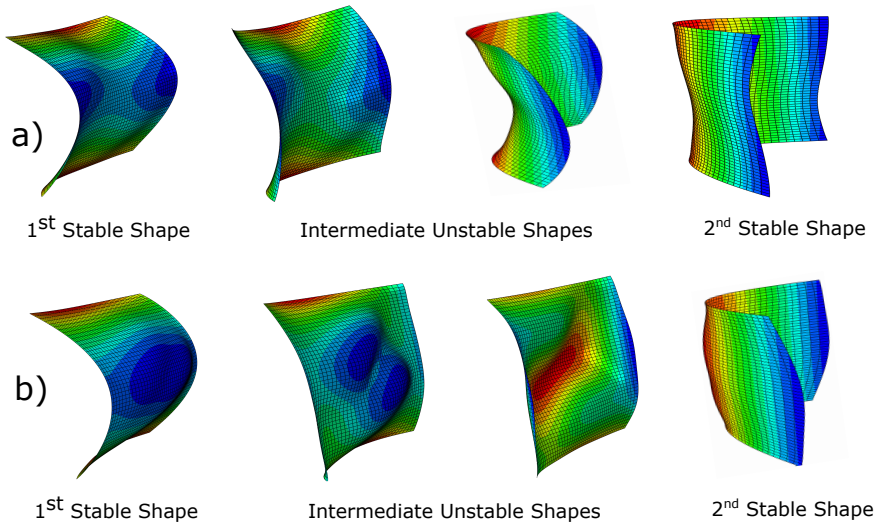 a)
1st Stable Shape
Intermediate Unstable Shapes
2nd Stable Shape
b)
1st Stable Shape
Intermediate Unstable Shapes
2nd Stable Shape